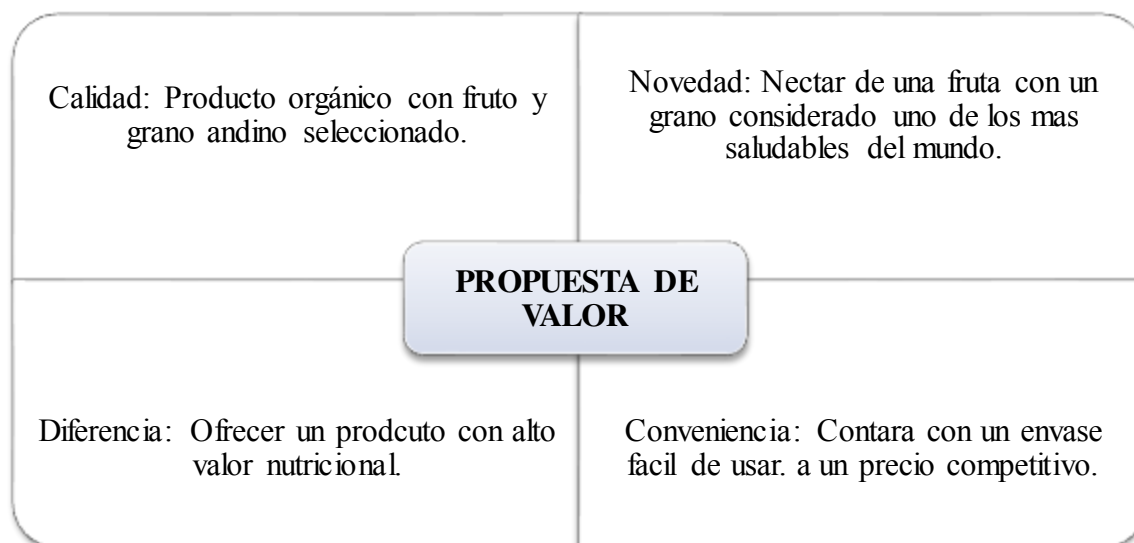 Calidad: Producto orgánico con fruto y
grano andino seleccionado.
Novedad: Nectar de una fruta con un
grano considerado uno de los mas
saludables del mundo.
PROPUESTA DE
VALOR
Diferencia: Ofrecer un prodcuto con alto
valor nutricional.
Conveniencia: Contara con un envase
facil de usar. a un precio competitivo.